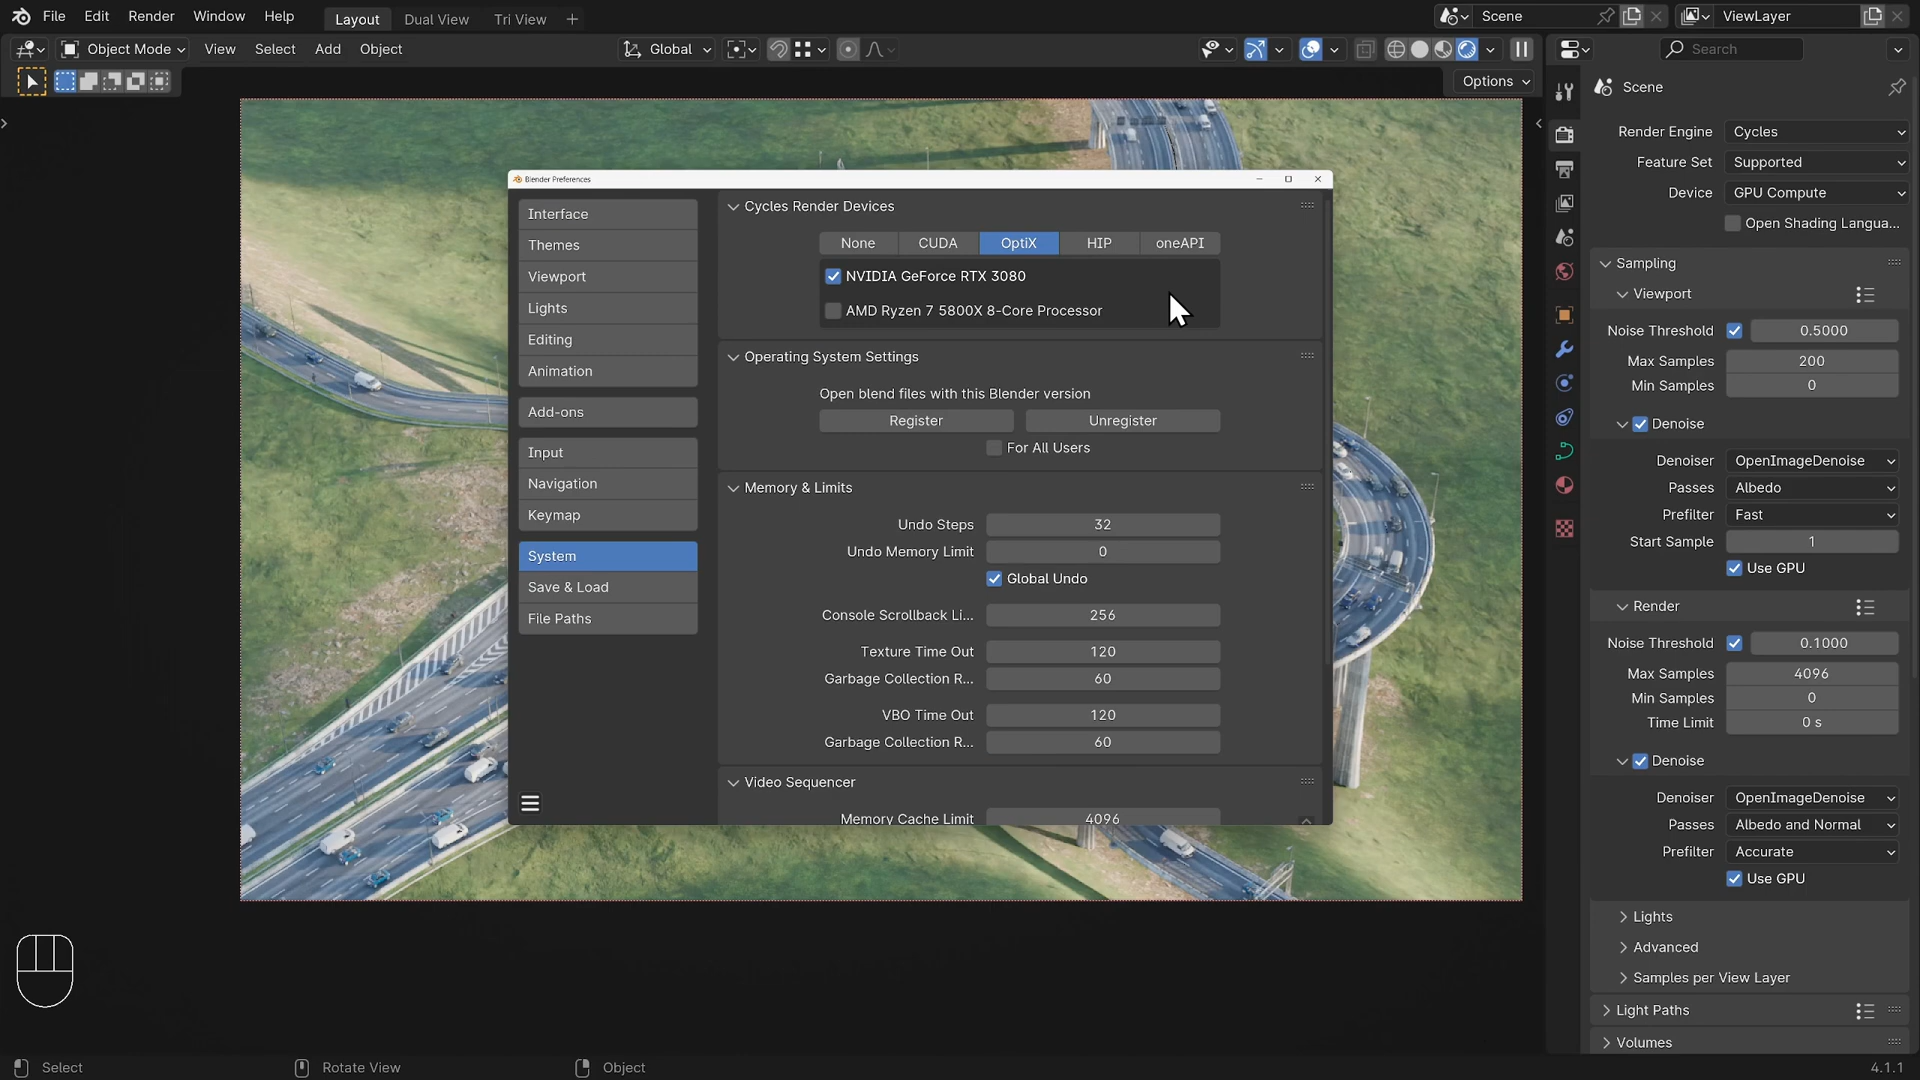 File Edit Render Window Help Layout Dual View Tri View + Scene ViewLayer
Object Mode View Select Add Object Global Search
Options
Blender Preferences
Interface
Themes
Viewport
Lights
Editing
Animation
Add-ons
Input
Navigation
Keymap
System
Save & Load
File Paths
Cycles Render Devices
None CUDA OptiX HIP oneAPI
NVIDIA GeForce RTX 3080
AMD Ryzen 7 5800X 8-Core Processor
Operating System Settings
Open blend files with this Blender version
Register Unregister
For All Users
Memory & Limits
Undo Steps 32
Undo Memory Limit 0
Global Undo
Console Scrollback Li... 256
Texture Time Out 120
Garbage Collection R... 60
VBO Time Out 120
Garbage Collection R... 60
Video Sequencer
Memory Cache Limit 4096
Scene
Render Engine Cycles
Feature Set Supported
Device GPU Compute
Open Shading Langua...
Sampling
Viewport
Noise Threshold 0.5000
Max Samples 200
Min Samples 0
Denoise
Denoiser OpenImageDenoise
Passes Albedo
Prefilter Fast
Start Sample 1
Use GPU
Render
Noise Threshold 0.1000
Max Samples 4096
Min Samples 0
Time Limit 0 s
Denoise
Denoiser OpenImageDenoise
Passes Albedo and Normal
Prefilter Accurate
Use GPU
Lights
Advanced
Samples per View Layer
Light Paths
Volumes
Select Rotate View Object 4.1.1